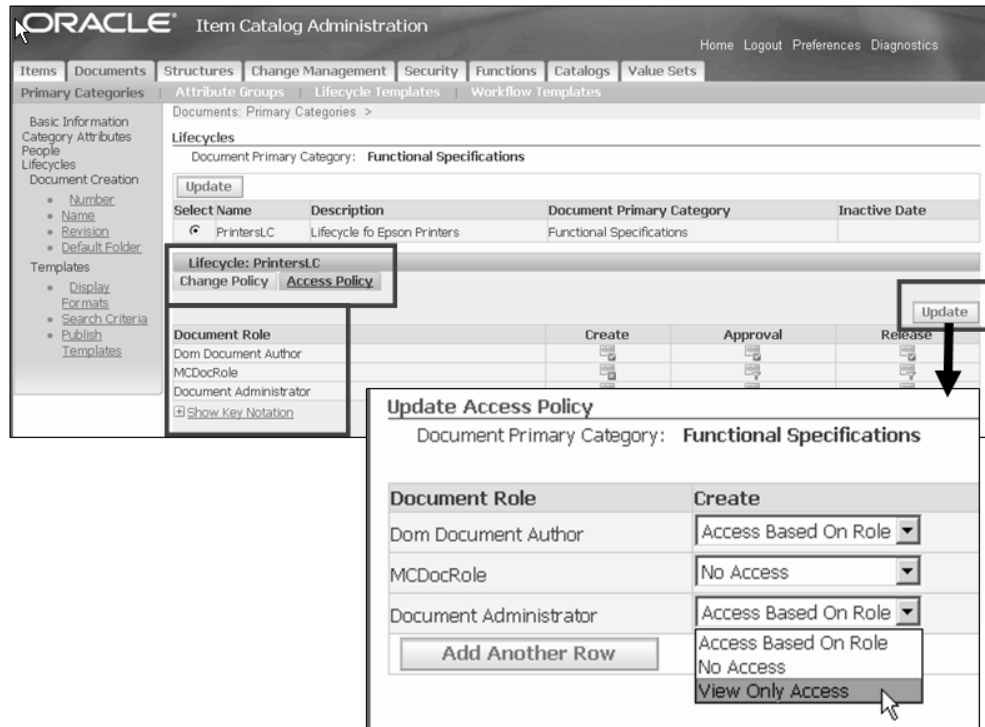 ORACLE Item Catalog Administration
Home Logout Preferences Diagnostics
Items Documents Structures Change Management Security Functions Catalogs Value Sets
Primary Categories | Attribute Groups | Lifecycle Templates | Workflow Templates
Basic Information
Category Attributes
People
Lifecycles
Document Creation
Number
Name
Revision
Default Folder
Templates
Display
Formats
Search Criteria
Publish
Templates
Documents: Primary Categories >
Lifecycles
Document Primary Category: Functional Specifications
Update
Select Name Description Document Primary Category Inactive Date
PrintersLC Lifecycle fo Epson Printers Functional Specifications
Lifecycle: PrintersLC
Change Policy Access Policy
Update
Document Role Create Approval Release
Dom Document Author
MCDocRole
Document Administrator
Show Key Notation
Update Access Policy
Document Primary Category: Functional Specifications
Document Role Create
Dom Document Author Access Based On Role
MCDocRole No Access
Document Administrator Access Based On Role
Access Based On Role
No Access
View Only Access
Add Another Row